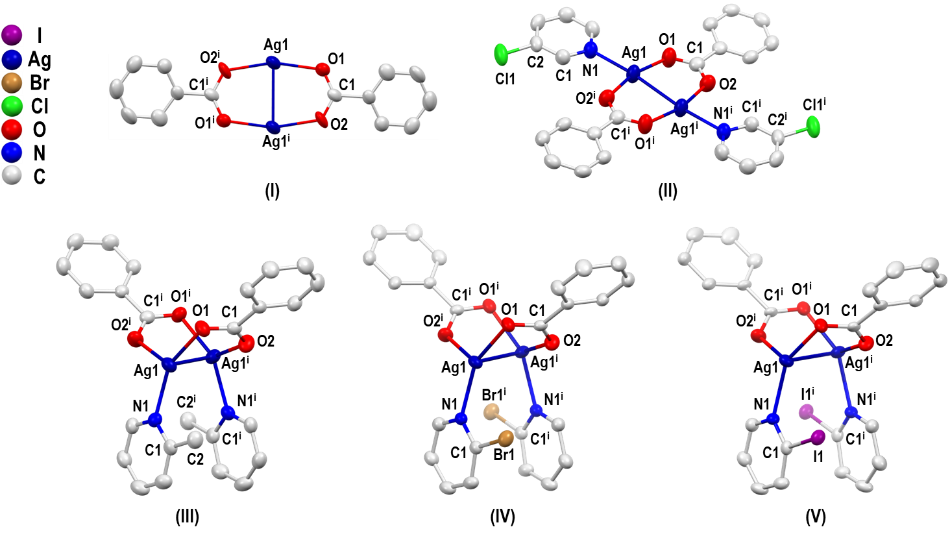 I
Ag
Br
Cl
O
N
C
Ag1
O2ⁱ
O1
C1ⁱ
C1
O1ⁱ
O2
Ag1ⁱ
(I)
Cl1
C2
C1
N1
Ag1
O1
C1
O2
O2ⁱ
C1ⁱ
O1ⁱ
Ag1ⁱ
N1ⁱ
C1ⁱ
C2ⁱ
Cl1ⁱ
(II)
C1ⁱ
O1ⁱ
O1
C1
O2ⁱ
O2
Ag1
Ag1ⁱ
N1
C2ⁱ
N1ⁱ
C1
C2
C1ⁱ
(III)
C1ⁱ
O1ⁱ
O1
C1
O2ⁱ
O2
Ag1
Ag1ⁱ
Br1ⁱ
N1
N1ⁱ
C1
Br1
C1ⁱ
(IV)
C1ⁱ
O1ⁱ
O1
C1
O2ⁱ
O2
Ag1
Ag1ⁱ
I1ⁱ
N1
N1ⁱ
C1
I1
C1ⁱ
(V)